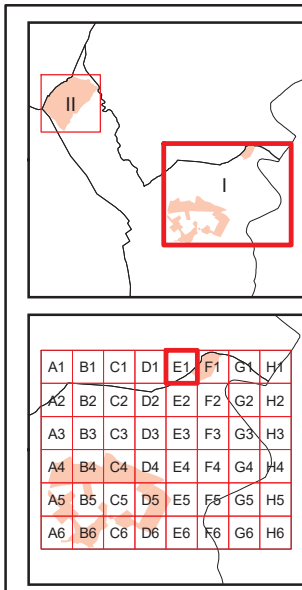 II
I
A1 B1 C1 D1 E1 F1 G1 H1
A2 B2 C2 D2 E2 F2 G2 H2
A3 B3 C3 D3 E3 F3 G3 H3
A4 B4 C4 D4 E4 F4 G4 H4
A5 B5 C5 D5 E5 F5 G5 H5
A6 B6 C6 D6 E6 F6 G6 H6